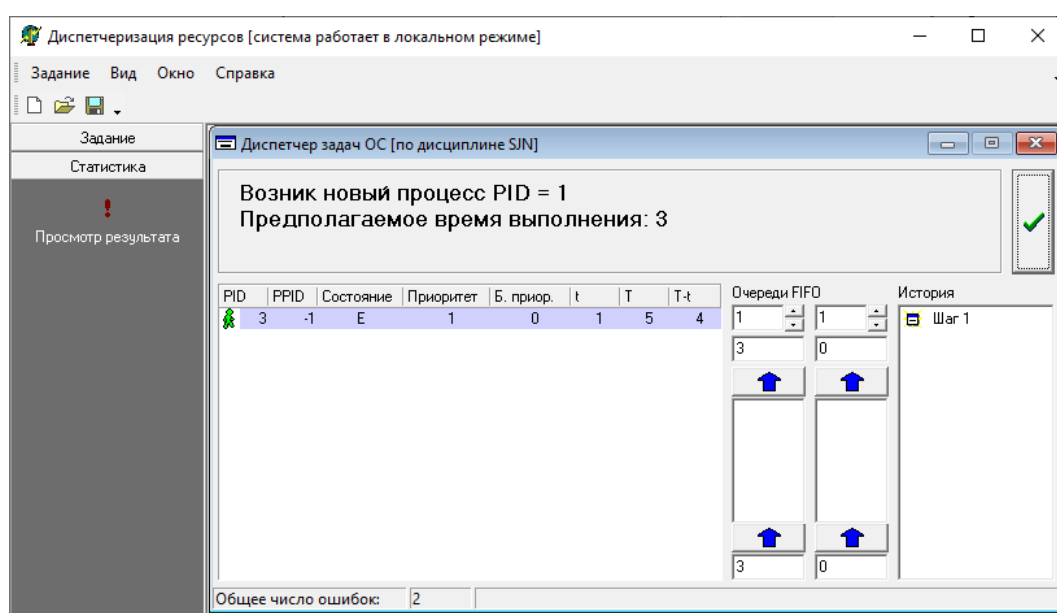 Диспетчеризация ресурсов [система работает в локальном режиме]
Задание Вид Окно Справка
Задание
Статистика
Просмотр результата
Диспетчер задач ОС [по дисциплине SJN]
Возник новый процесс PID = 1
Предполагаемое время выполнения: 3
PID PPID Состояние Приоритет Б. приор. t T T-t
3 -1 E 1 0 1 5 4
Очереди FIFO
1 1
3 0
3 0
История
Шаг 1
Общее число ошибок: 2